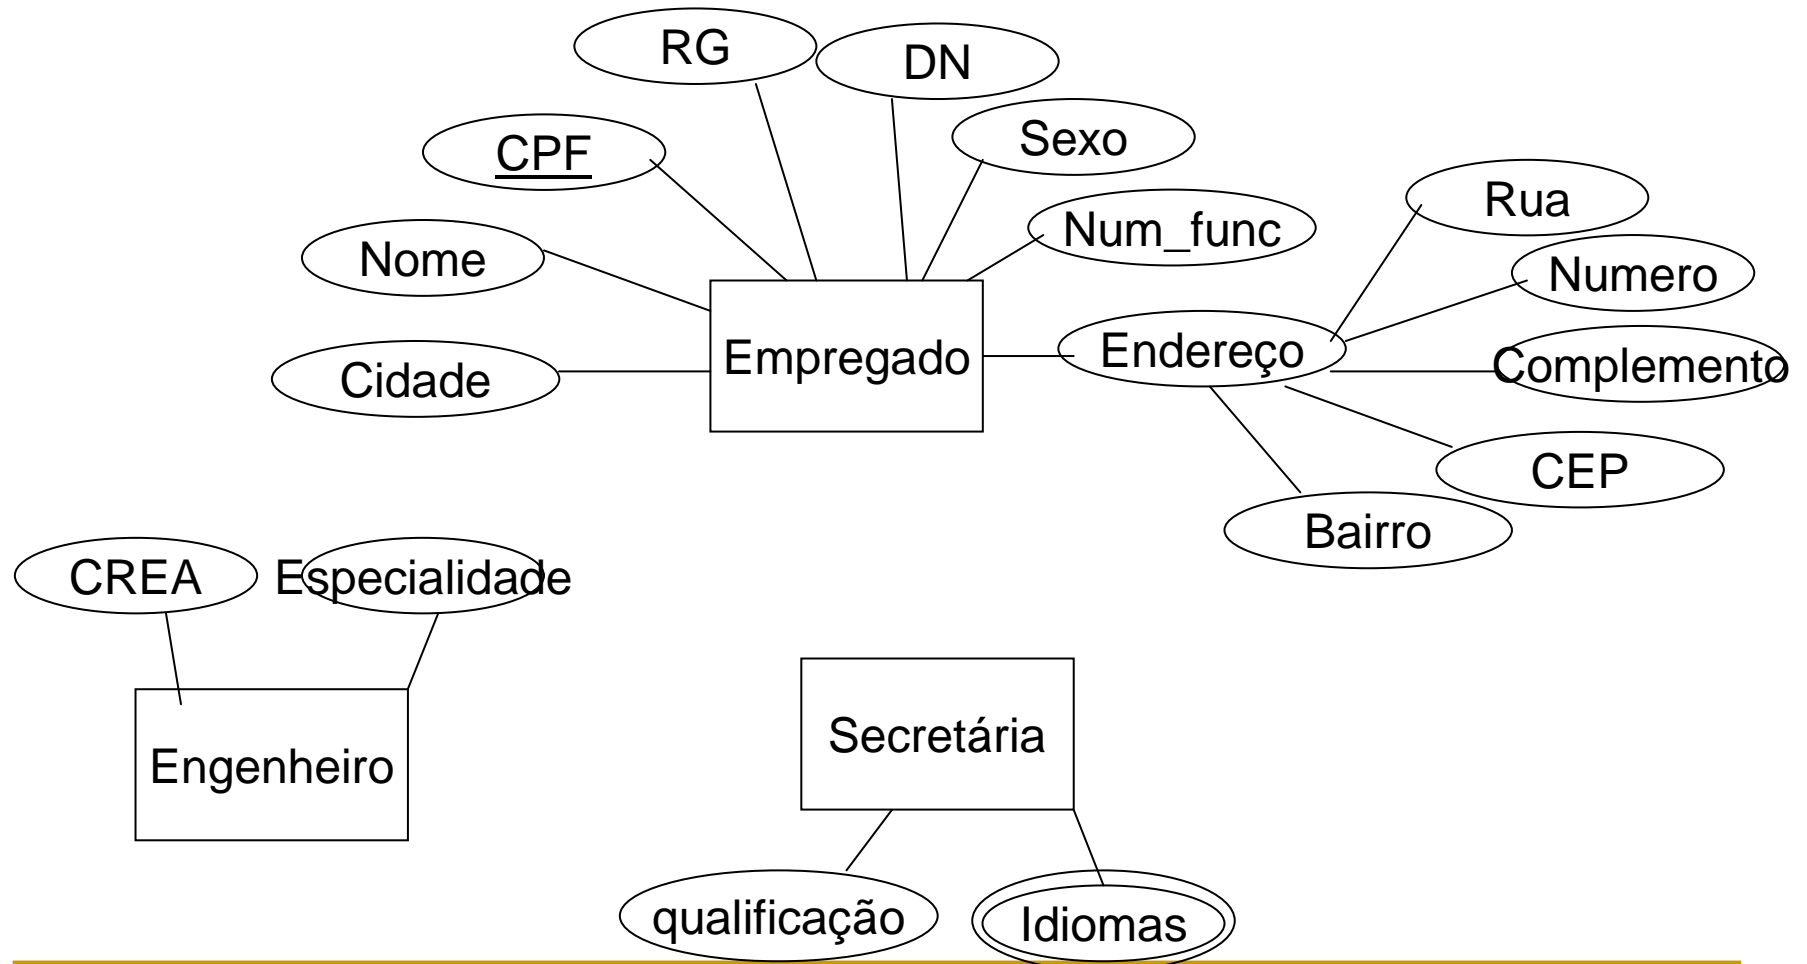 RG
DN
CPF
Sexo
Rua
Nome
Num_func
Numero
Cidade
Empregado
Endereço
Complemento
CEP
Bairro
CREA
Especialidade
Engenheiro
Secretária
qualificação
Idiomas